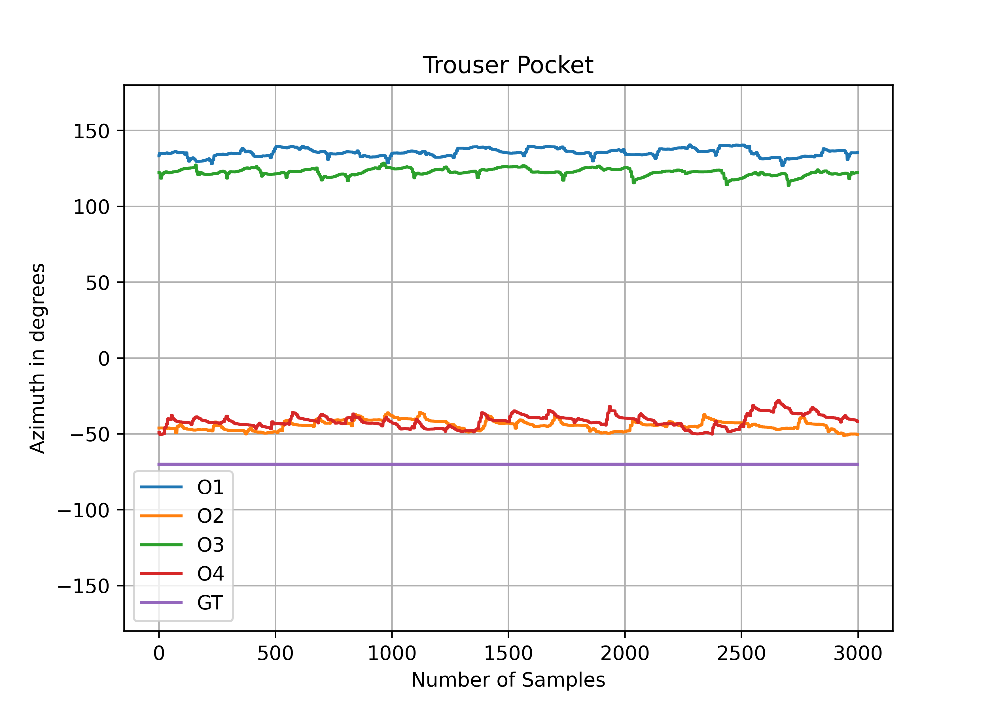 Trouser Pocket
Azimuth in degrees
150
100
50
0
−50
−100
−150
O1
O2
O3
O4
GT
0 500 1000 1500 2000 2500 3000
Number of Samples